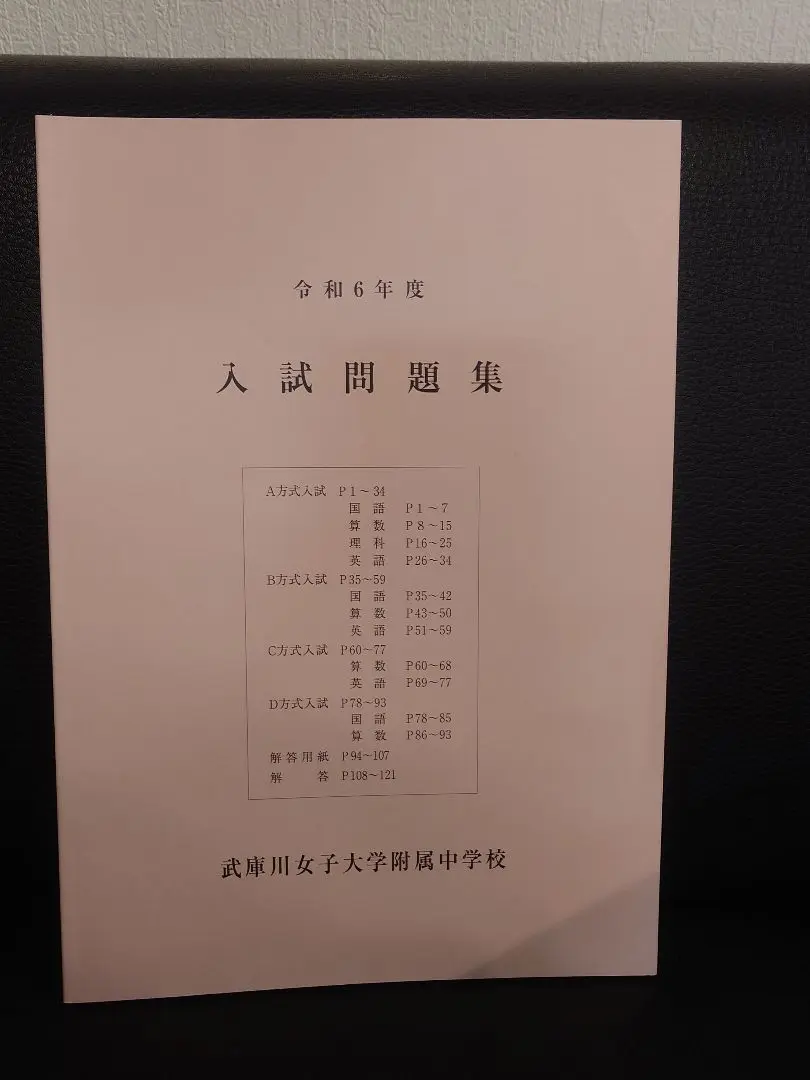 令和6年度
入試問題集
A方式入試 P1～34
国語 P1～7
算数 P8～15
理科 P16～25
英語 P26～34
B方式入試 P35～59
国語 P35～42
算数 P43～50
英語 P51～59
C方式入試 P60～77
算数 P60～68
英語 P69～77
D方式入試 P78～93
国語 P78～85
算数 P86～93
解答用紙 P94～107
解答 P108～121
武庫川女子大学附属中学校